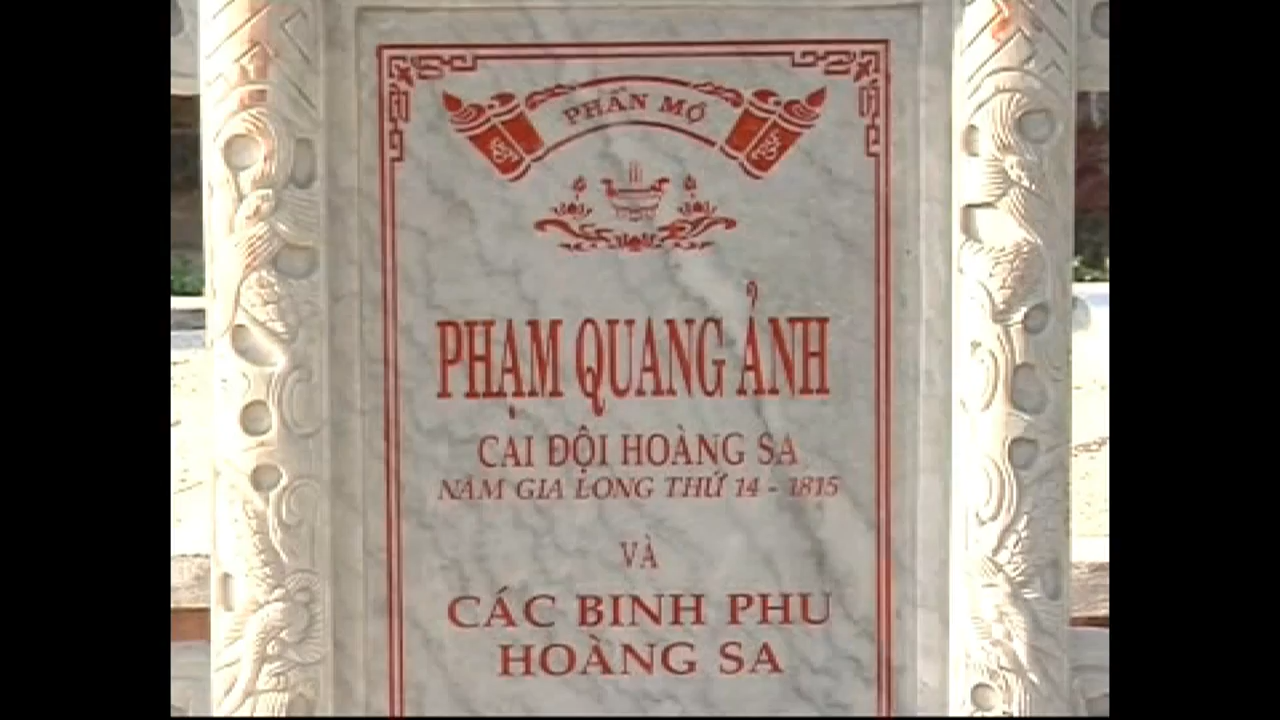 PHẦN MỘ
PHẠM QUANG ẢNH
CAI ĐỘI HOÀNG SA
NĂM GIA LONG THỨ 14 - 1815
VÀ
CÁC BINH PHU
HOÀNG SA